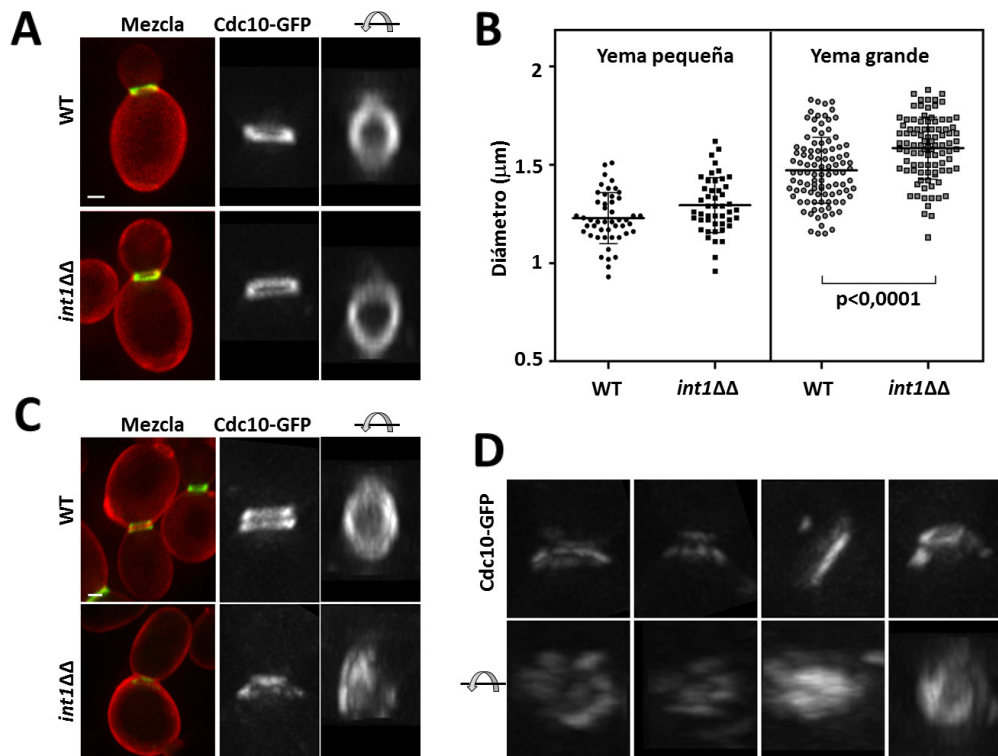 A
Mezcla Cdc10-GFP
WT
int1ΔΔ
B
Yema pequeña Yema grande
Diámetro (μm)
2
1.5
1
0.5
p<0,0001
WT int1ΔΔ WT int1ΔΔ
C
Mezcla Cdc10-GFP
WT
int1ΔΔ
D
Cdc10-GFP